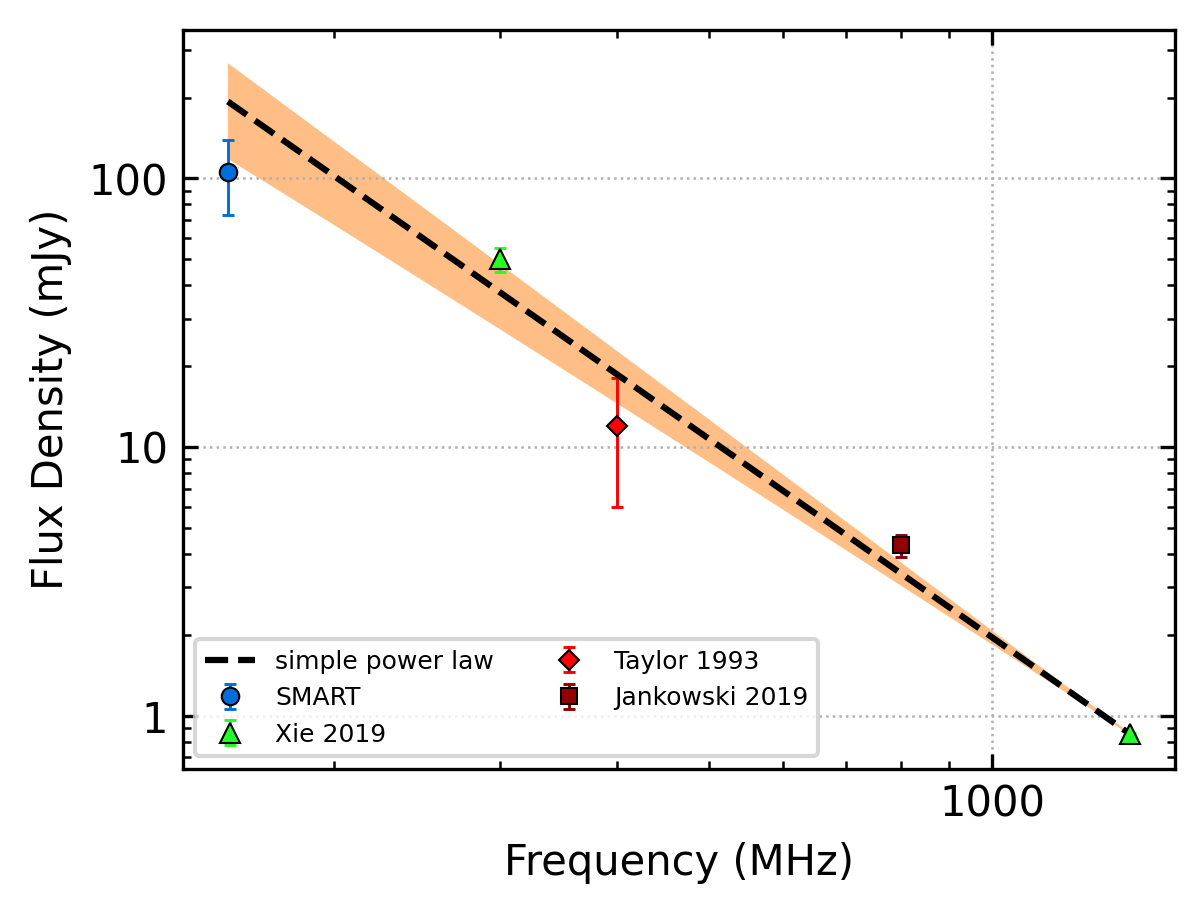 100
10
1
Flux Density (mJy)
simple power law
SMART
Xie 2019
Taylor 1993
Jankowski 2019
1000
Frequency (MHz)